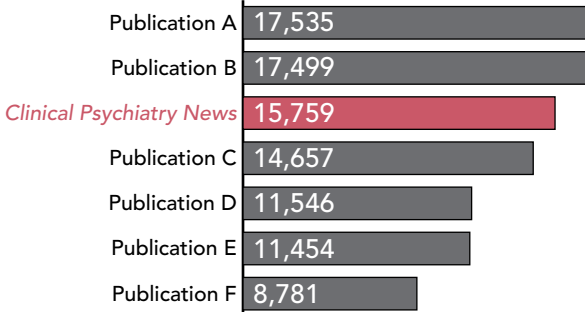 Publication A 17,535
Publication B 17,499
Clinical Psychiatry News 15,759
Publication C 14,657
Publication D 11,546
Publication E 11,454
Publication F 8,781